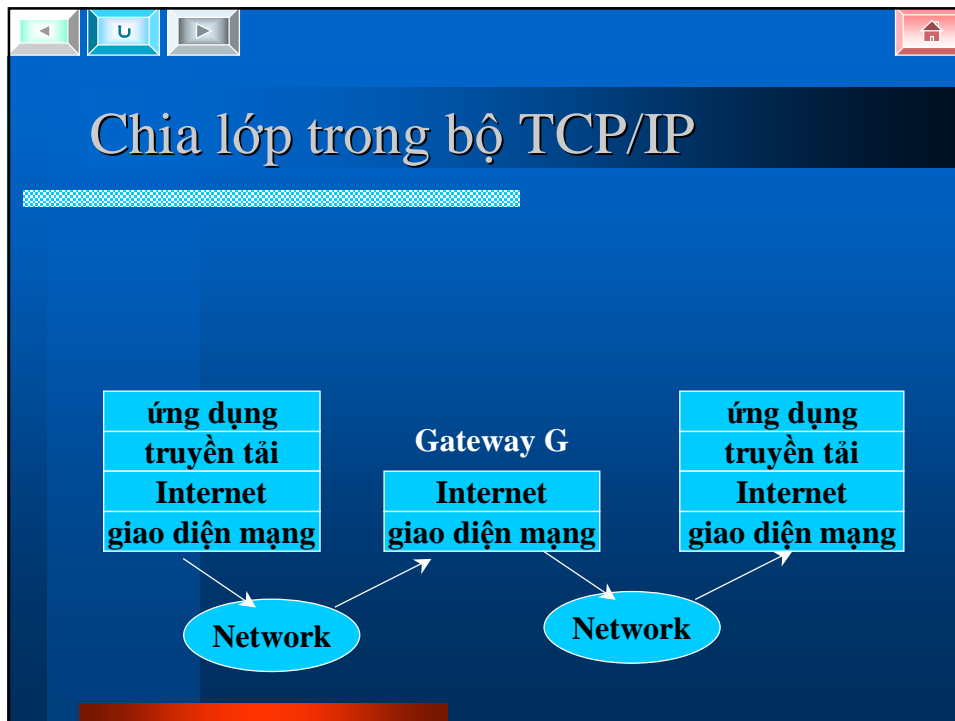 Chia lớp trong bộ TCP/IP
ứng dụng
truyền tải
Internet
giao diện mạng
Gateway G
Internet
giao diện mạng
ứng dụng
truyền tải
Internet
giao diện mạng
Network
Network